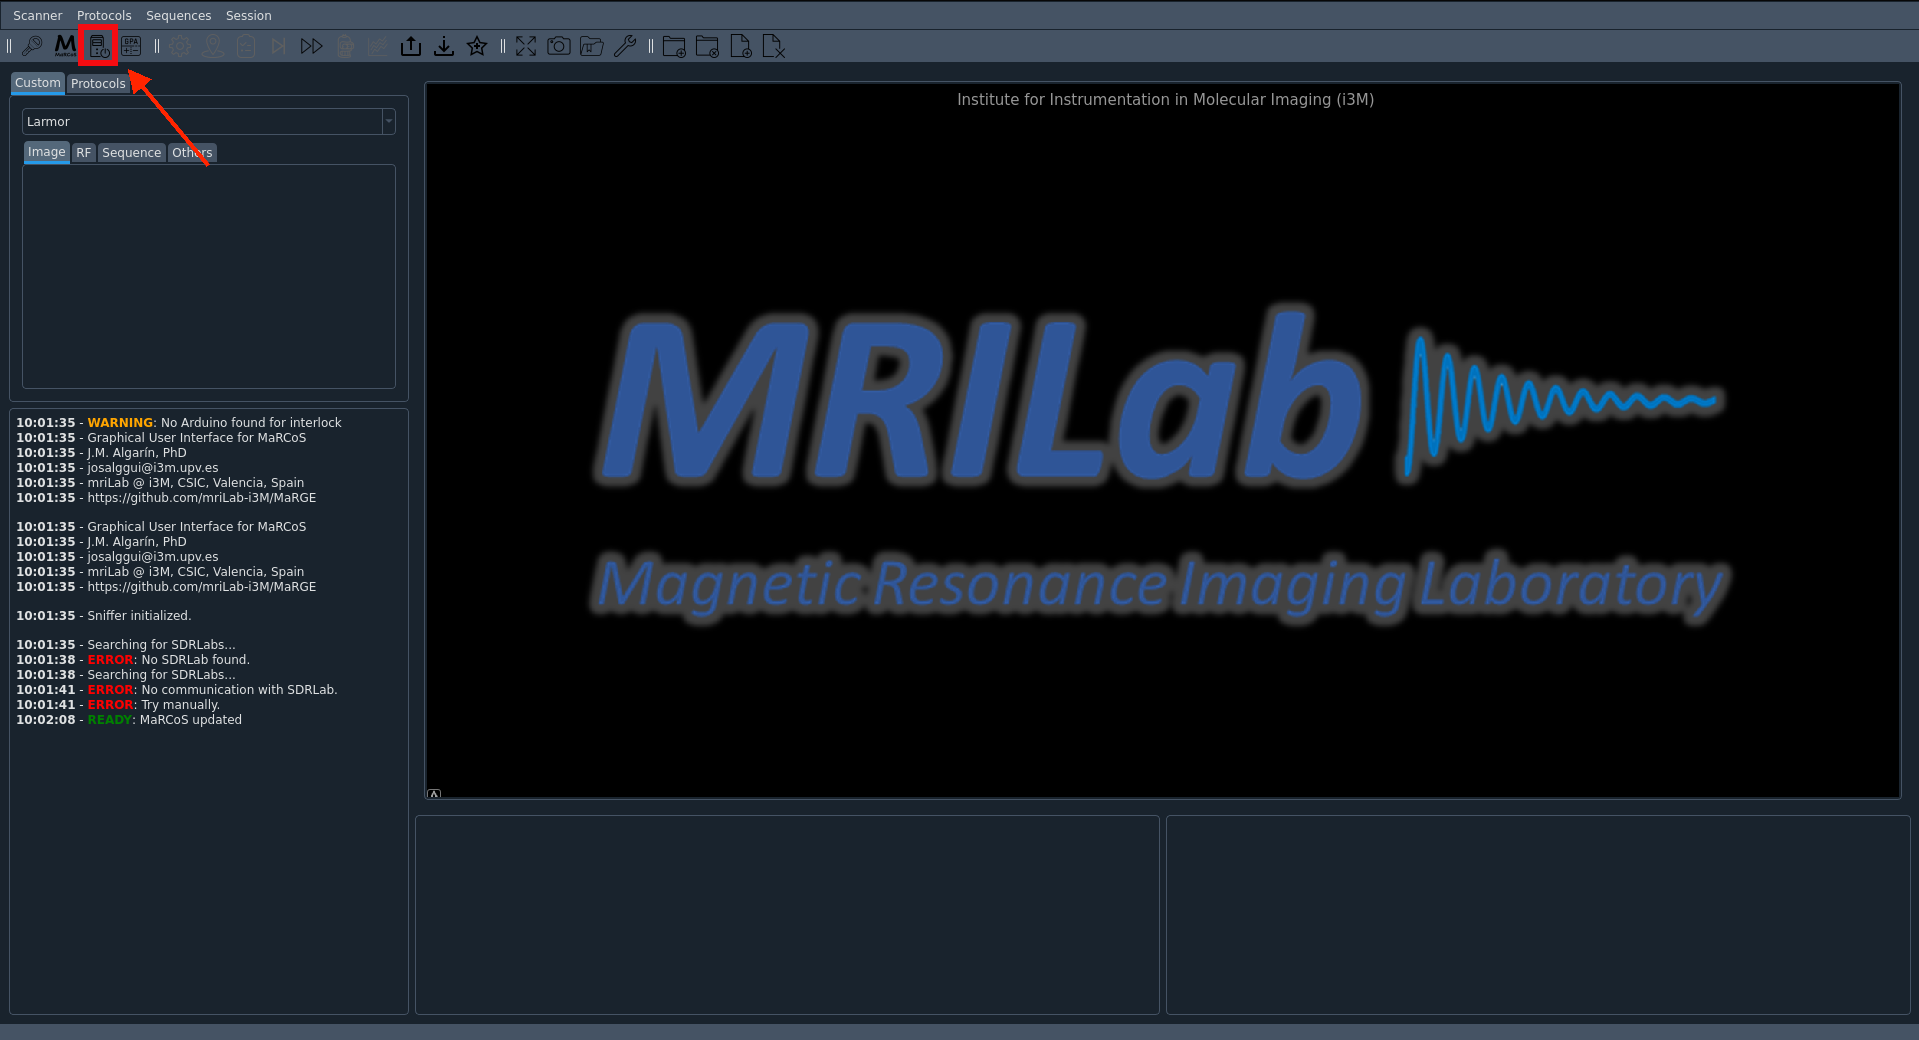 Scanner Protocols Sequences Session
M GPA
MaRCoS
Custom Protocols
Larmor
Image RF Sequence Others
10:01:35 - WARNING: No Arduino found for interlock
10:01:35 - Graphical User Interface for MaRCoS
10:01:35 - J.M. Algarín, PhD
10:01:35 - josalggui@i3m.upv.es
10:01:35 - mriLab @ i3M, CSIC, Valencia, Spain
10:01:35 - https://github.com/mriLab-i3M/MaRGE
10:01:35 - Graphical User Interface for MaRCoS
10:01:35 - J.M. Algarín, PhD
10:01:35 - josalggui@i3m.upv.es
10:01:35 - mriLab @ i3M, CSIC, Valencia, Spain
10:01:35 - https://github.com/mriLab-i3M/MaRGE
10:01:35 - Sniffer initialized.
10:01:35 - Searching for SDRLabs...
10:01:38 - ERROR: No SDRLab found.
10:01:38 - Searching for SDRLabs...
10:01:41 - ERROR: No communication with SDRLab.
10:01:41 - ERROR: Try manually.
10:02:08 - READY: MaRCoS updated
Institute for Instrumentation in Molecular Imaging (i3M)
MRILab
Magnetic Resonance Imaging Laboratory
A